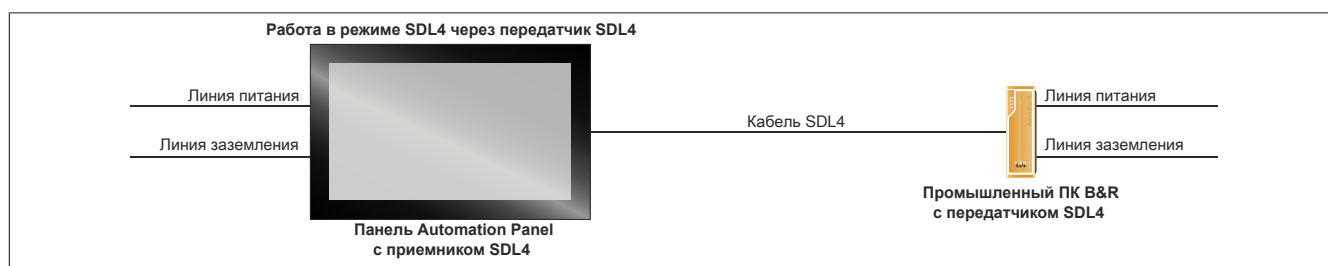 Работа в режиме SDL4 через передатчик SDL4
Линия питания
Линия заземления
Кабель SDL4
Линия питания
Линия заземления
Панель Automation Panel
с приемником SDL4
Промышленный ПК B&R
с передатчиком SDL4